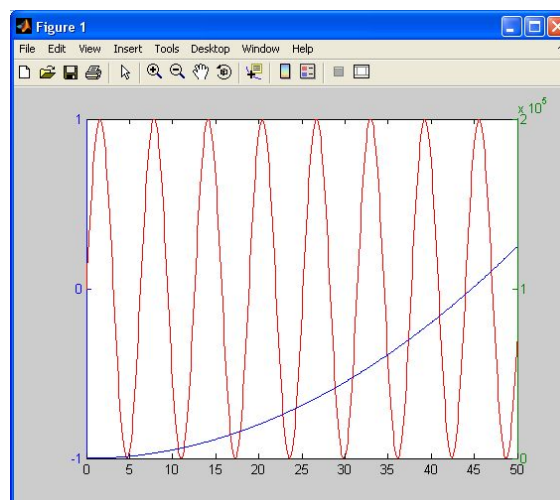 Figure 1
File Edit View Insert Tools Desktop Window Help
x 10^5
1 2
0 1
-1 0
0 5 10 15 20 25 30 35 40 45 50